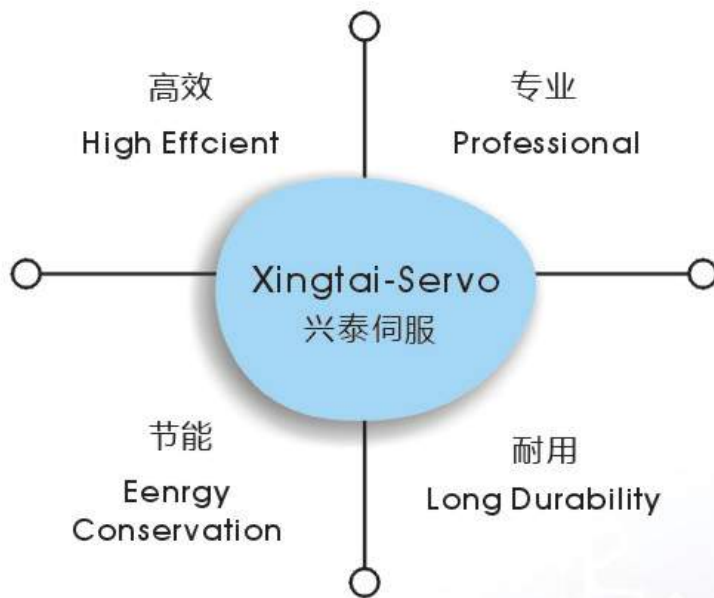 高效
High Effcient
专业
Professional
Xingtai-Servo
兴泰伺服
节能
Eenrgy
Conservation
耐用
Long Durability